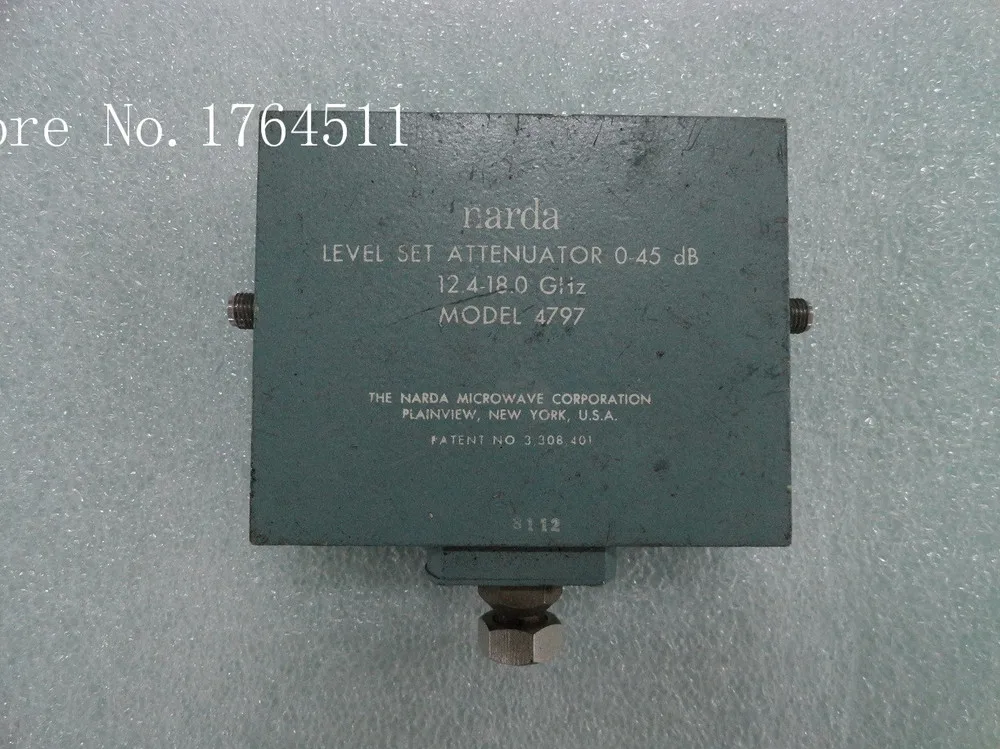 ore No. 1764511
narda
LEVEL SET ATTENUATOR 0-45 dB
12.4-18.0 GHz
MODEL 4797
THE NARDA MICROWAVE CORPORATION
PLAINVIEW, NEW YORK, U.S.A.
PATENT NO 3,308,401
8112